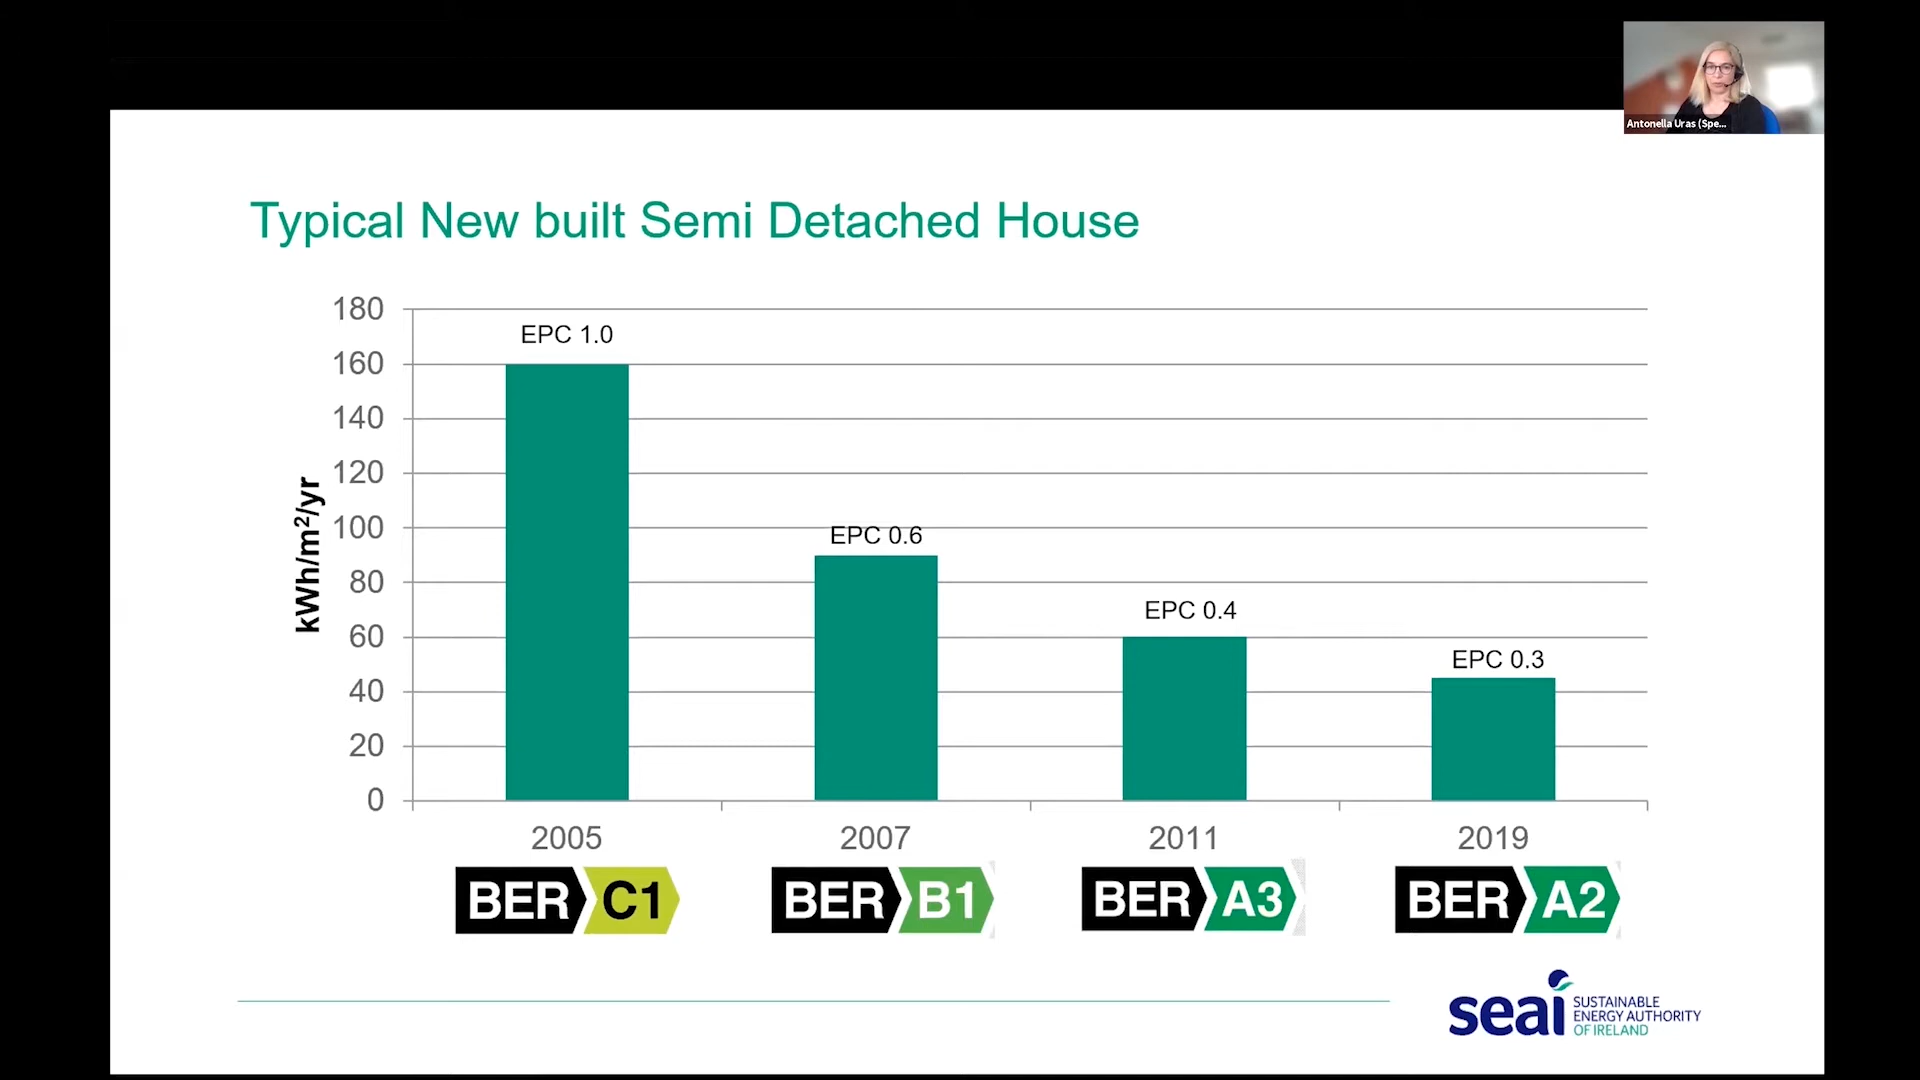 Antonella Uras (Spe...
Typical New built Semi Detached House
kWh/m²/yr
180
160
140
120
100
80
60
40
20
0
EPC 1.0
EPC 0.6
EPC 0.4
EPC 0.3
2005
2007
2011
2019
BER C1
BER B1
BER A3
BER A2
seai
SUSTAINABLE
ENERGY AUTHORITY
OF IRELAND